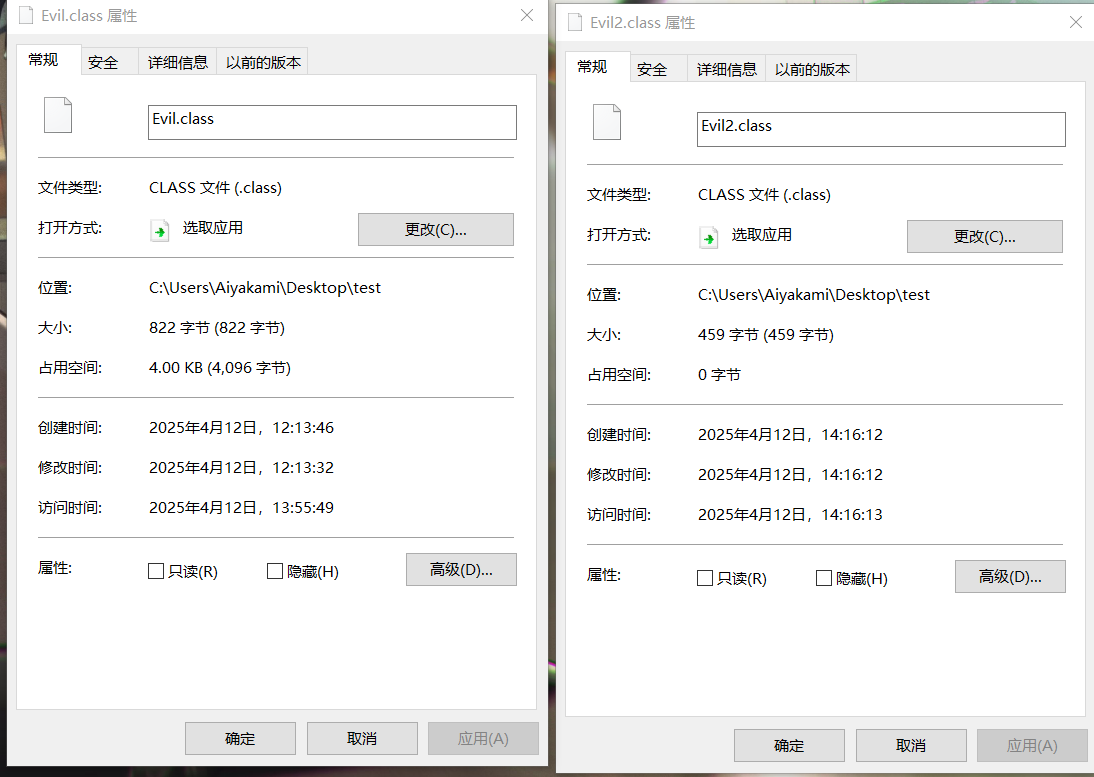 Evil.class 属性
常规
安全
详细信息
以前的版本
Evil.class
文件类型:
CLASS 文件 (.class)
打开方式:
选取应用
更改(C)...
位置:
C:\Users\Aiyakami\Desktop\test
大小:
822 字节 (822 字节)
占用空间:
4.00 KB (4,096 字节)
创建时间:
2025年4月12日，12:13:46
修改时间:
2025年4月12日，12:13:32
访问时间:
2025年4月12日，13:55:49
属性:
只读(R)
隐藏(H)
高级(D)...
确定
取消
应用(A)
Evil2.class 属性
常规
安全
详细信息
以前的版本
Evil2.class
文件类型:
CLASS 文件 (.class)
打开方式:
选取应用
更改(C)...
位置:
C:\Users\Aiyakami\Desktop\test
大小:
459 字节 (459 字节)
占用空间:
0 字节
创建时间:
2025年4月12日，14:16:12
修改时间:
2025年4月12日，14:16:12
访问时间:
2025年4月12日，14:16:13
属性:
只读(R)
隐藏(H)
高级(D)...
确定
取消
应用(A)